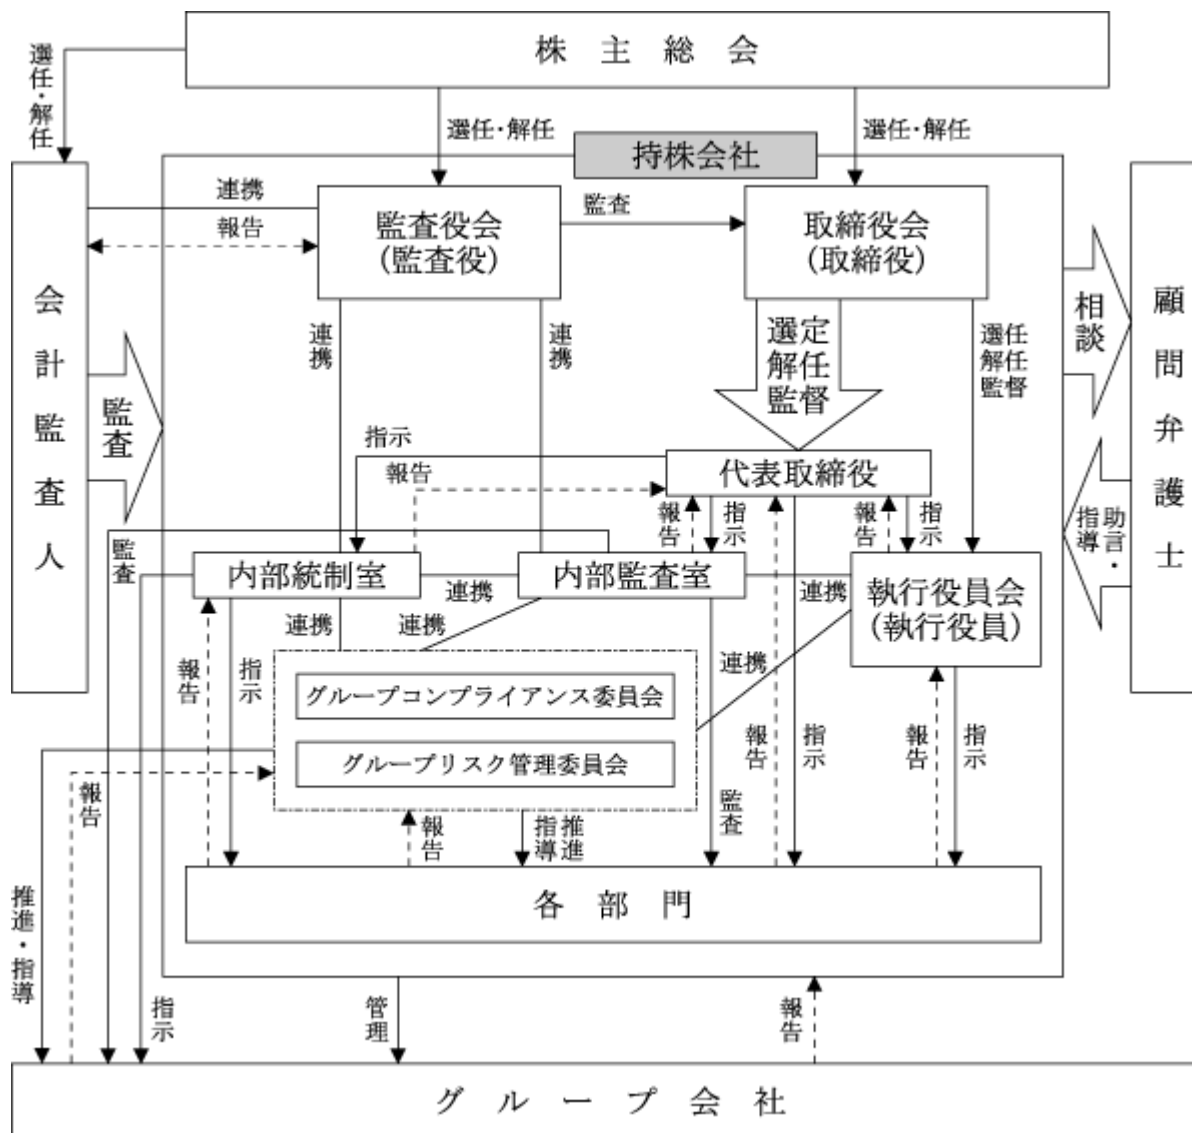 株主総会
選任・解任
選任・解任
選任・解任
持株会社
連携
報告
監査役会
(監査役)
監査
取締役会
(取締役)
会計監査人
監査
連携
連携
選定
解任
監督
選任
解任
監督
相談
顧問弁護士
助言・
指導
指示
報告
代表取締役
報告
指示
報告
指示
監査
内部統制室
連携
内部監査室
連携
執行役員会
(執行役員)
連携
連携
連携
報告
指示
グループコンプライアンス委員会
グループリスク管理委員会
報告
報告
推進
指導
監査
報告
指示
報告
指示
各部門
推進・指導
指示
管理
報告
グループ会社